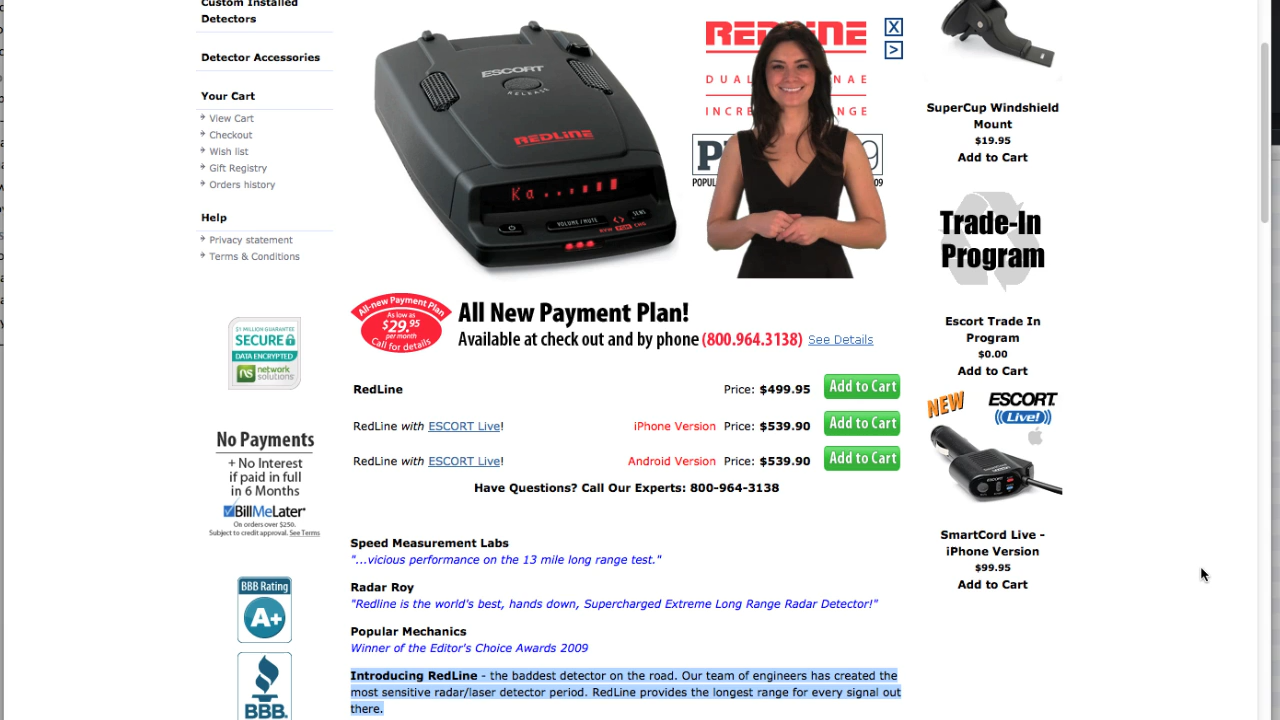 Custom Installed
Detectors
Detector Accessories
Your Cart
View Cart
Checkout
Wish list
Gift Registry
Orders history
Help
Privacy statement
Terms & Conditions
$1 MILLION GUARANTEE
SECURE
DATA ENCRYPTED
ns network
solutions
No Payments
+ No Interest
if paid in full
in 6 Months
BillMeLater
On orders over $250.
Subject to credit approval. See Terms
BBB Rating
A+
BBB.
ESCORT
RELEASE
REDLINE
Ka
VOLUME/MUTE
SENS
REDLINE
X
>
All-new Payment Plan
As low as
$29.95
per month
Call for details
All New Payment Plan!
Available at check out and by phone (800.964.3138) See Details
RedLine Price: $499.95 Add to Cart
RedLine with ESCORT Live! iPhone Version Price: $539.90 Add to Cart
RedLine with ESCORT Live! Android Version Price: $539.90 Add to Cart
Have Questions? Call Our Experts: 800-964-3138
Speed Measurement Labs
"...vicious performance on the 13 mile long range test."
Radar Roy
"Redline is the world's best, hands down, Supercharged Extreme Long Range Radar Detector!"
Popular Mechanics
Winner of the Editor's Choice Awards 2009
Introducing RedLine - the baddest detector on the road. Our team of engineers has created the
most sensitive radar/laser detector period. RedLine provides the longest range for every signal out
there.
SuperCup Windshield
Mount
$19.95
Add to Cart
Trade-In
Program
Escort Trade In
Program
$0.00
Add to Cart
NEW ESCORT
Live!
SmartCord Live -
iPhone Version
$99.95
Add to Cart